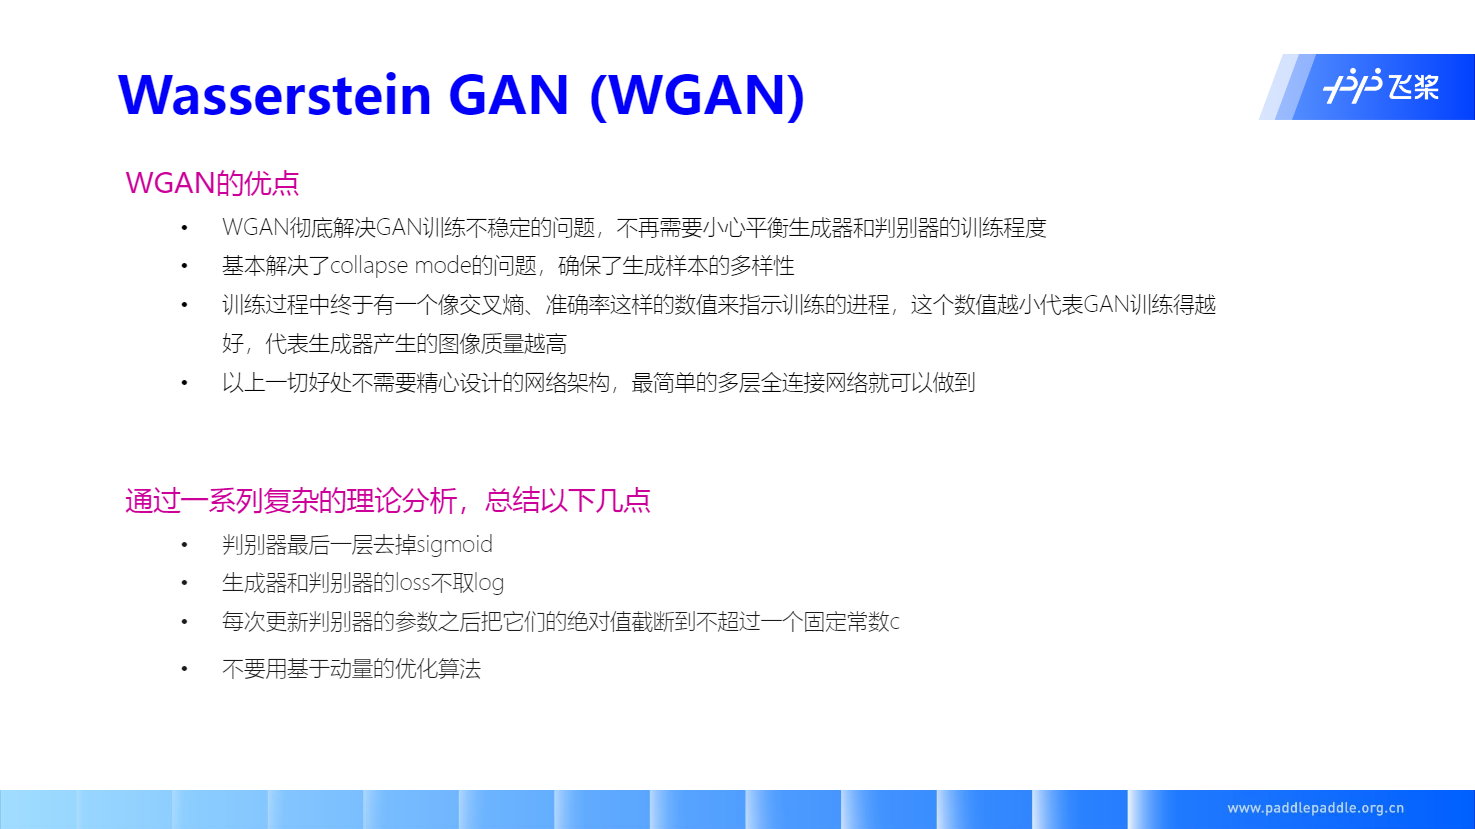 Wasserstein GAN (WGAN)
飞桨
WGAN的优点
• WGAN彻底解决GAN训练不稳定的问题，不再需要小心平衡生成器和判别器的训练程度
• 基本解决了collapse mode的问题，确保了生成样本的多样性
• 训练过程中终于有一个像交叉熵、准确率这样的数值来指示训练的进程，这个数值越小代表GAN训练得越
好，代表生成器产生的图像质量越高
• 以上一切好处不需要精心设计的网络架构，最简单的多层全连接网络就可以做到
通过一系列复杂的理论分析，总结以下几点
• 判别器最后一层去掉sigmoid
• 生成器和判别器的loss不取log
• 每次更新判别器的参数之后把它们的绝对值截断到不超过一个固定常数c
• 不要用基于动量的优化算法
www.paddlepaddle.org.cn